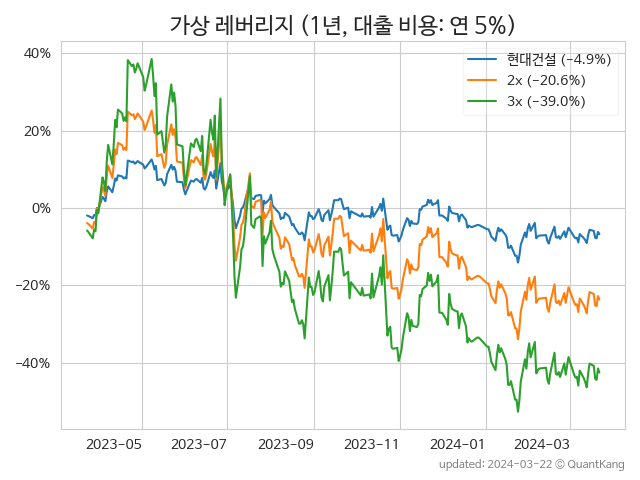 가상 레버리지 (1년, 대출 비용: 연 5%)
현대건설 (−4.9%)
2x (−20.6%)
3x (−39.0%)
40%
20%
0%
−20%
−40%
2023-05 2023-07 2023-09 2023-11 2024-01 2024-03
updated: 2024-03-22 © QuantKang